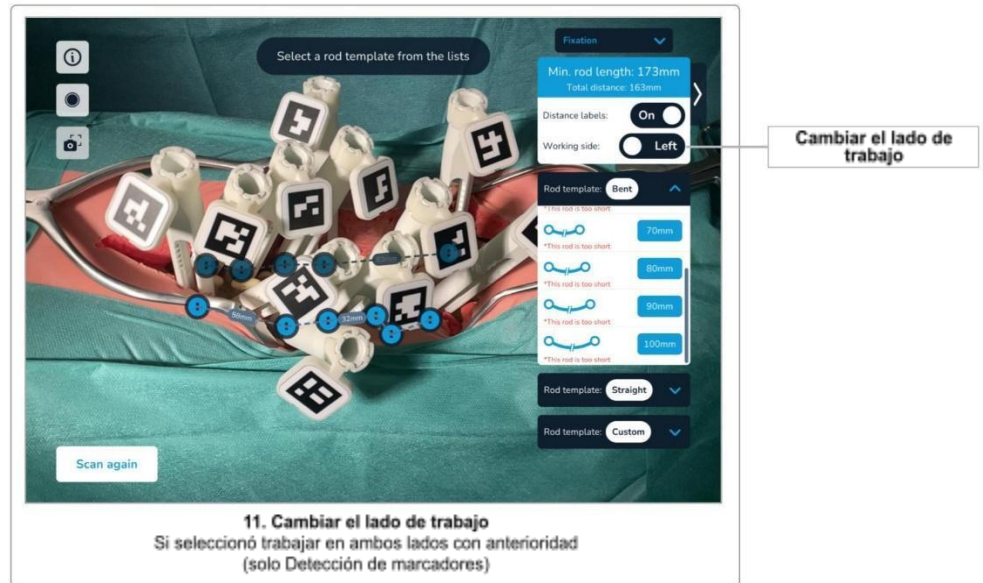 Select a rod template from the lists
Fixation
Min. rod length: 173mm
Total distance: 163mm
Distance labels: On
Working side: Left
Cambiar el lado de
trabajo
Rod template: Bent
*This rod is too short
70mm
*This rod is too short
80mm
*This rod is too short
90mm
*This rod is too short
100mm
*This rod is too short
88mm
32mm
Rod template: Straight
Rod template: Custom
Scan again
11. Cambiar el lado de trabajo
Si seleccionó trabajar en ambos lados con anterioridad
(solo Detección de marcadores)